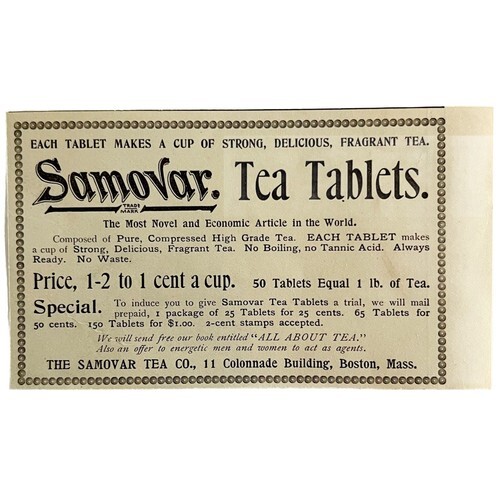 EACH TABLET MAKES A CUP OF STRONG, DELICIOUS, FRAGRANT TEA.
Samovar. Tea Tablets.
TRADE MARK
The Most Novel and Economic Article in the World.
Composed of Pure, Compressed High Grade Tea. EACH TABLET makes
a cup of Strong, Delicious, Fragrant Tea. No Boiling, no Tannic Acid. Always
Ready. No Waste.
Price, 1-2 to 1 cent a cup. 50 Tablets Equal 1 lb. of Tea.
Special. To induce you to give Samovar Tea Tablets a trial, we will mail
prepaid, 1 package of 25 Tablets for 25 cents. 65 Tablets for
50 cents. 150 Tablets for $1.00. 2-cent stamps accepted.
We will send free our book entitled "ALL ABOUT TEA."
Also an offer to energetic men and women to act as agents.
THE SAMOVAR TEA CO., 11 Colonnade Building, Boston, Mass.